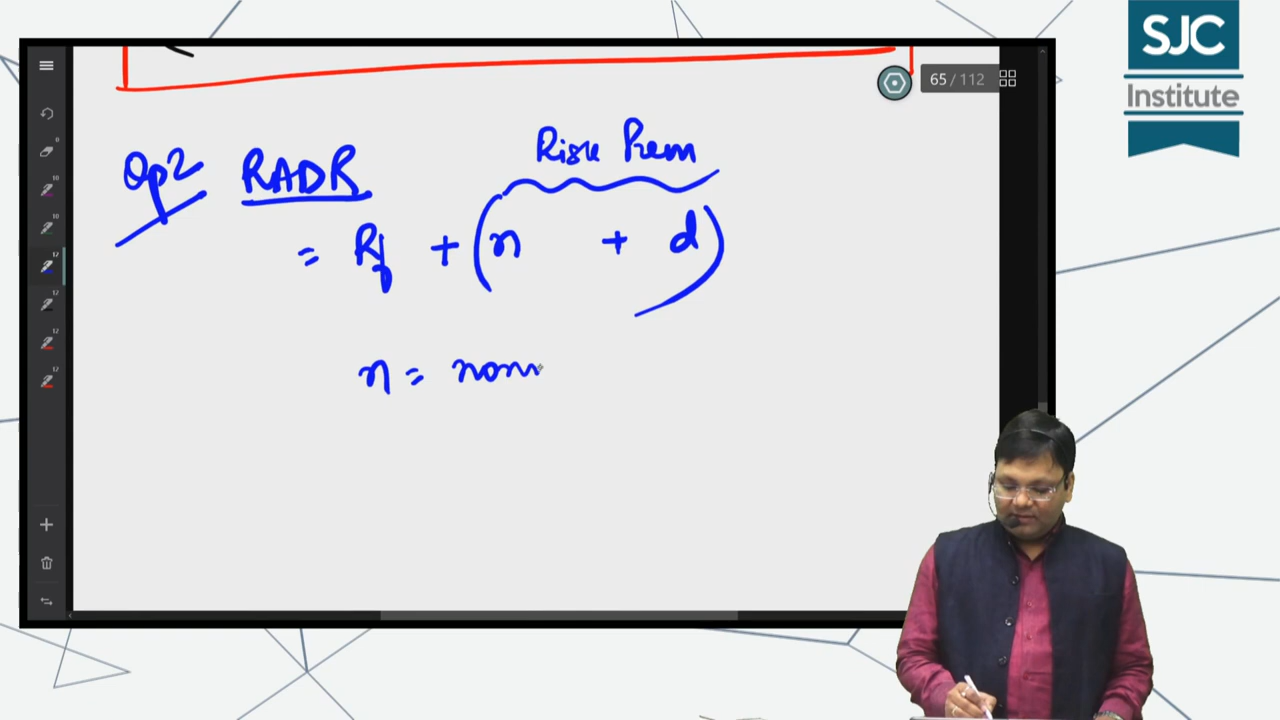 SJC
Institute
65 / 112
Op2 RADR
Risk Prem
= Rf + (n + d)
n = nom